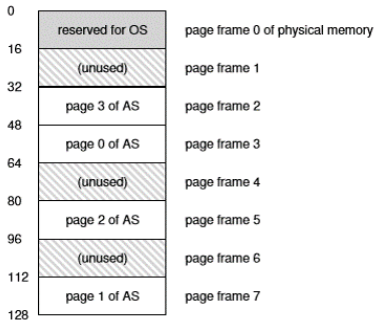 0
reserved for OS page frame 0 of physical memory
16
(unused) page frame 1
32
page 3 of AS page frame 2
48
page 0 of AS page frame 3
64
(unused) page frame 4
80
page 2 of AS page frame 5
96
(unused) page frame 6
112
page 1 of AS page frame 7
128